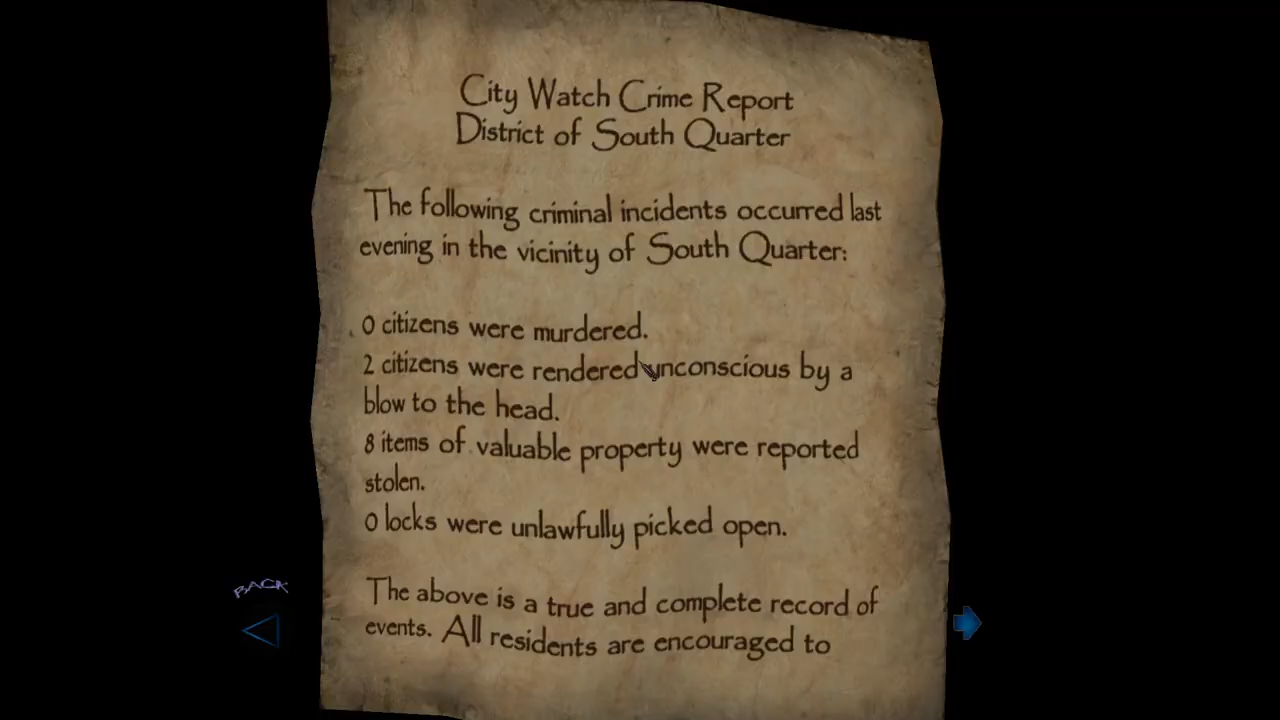 City Watch Crime Report
District of South Quarter
The following criminal incidents occurred last
evening in the vicinity of South Quarter:
0 citizens were murdered.
2 citizens were rendered unconscious by a
blow to the head.
8 items of valuable property were reported
stolen.
0 locks were unlawfully picked open.
BACK
The above is a true and complete record of
events. All residents are encouraged to